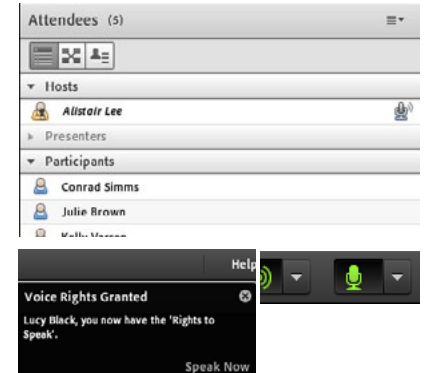 Attendees (5)
Hosts
Alistair Lee
Presenters
Participants
Conrad Simms
Julie Brown
Kelly
Help
Voice Rights Granted
Lucy Black, you now have the 'Rights to
Speak'.
Speak Now